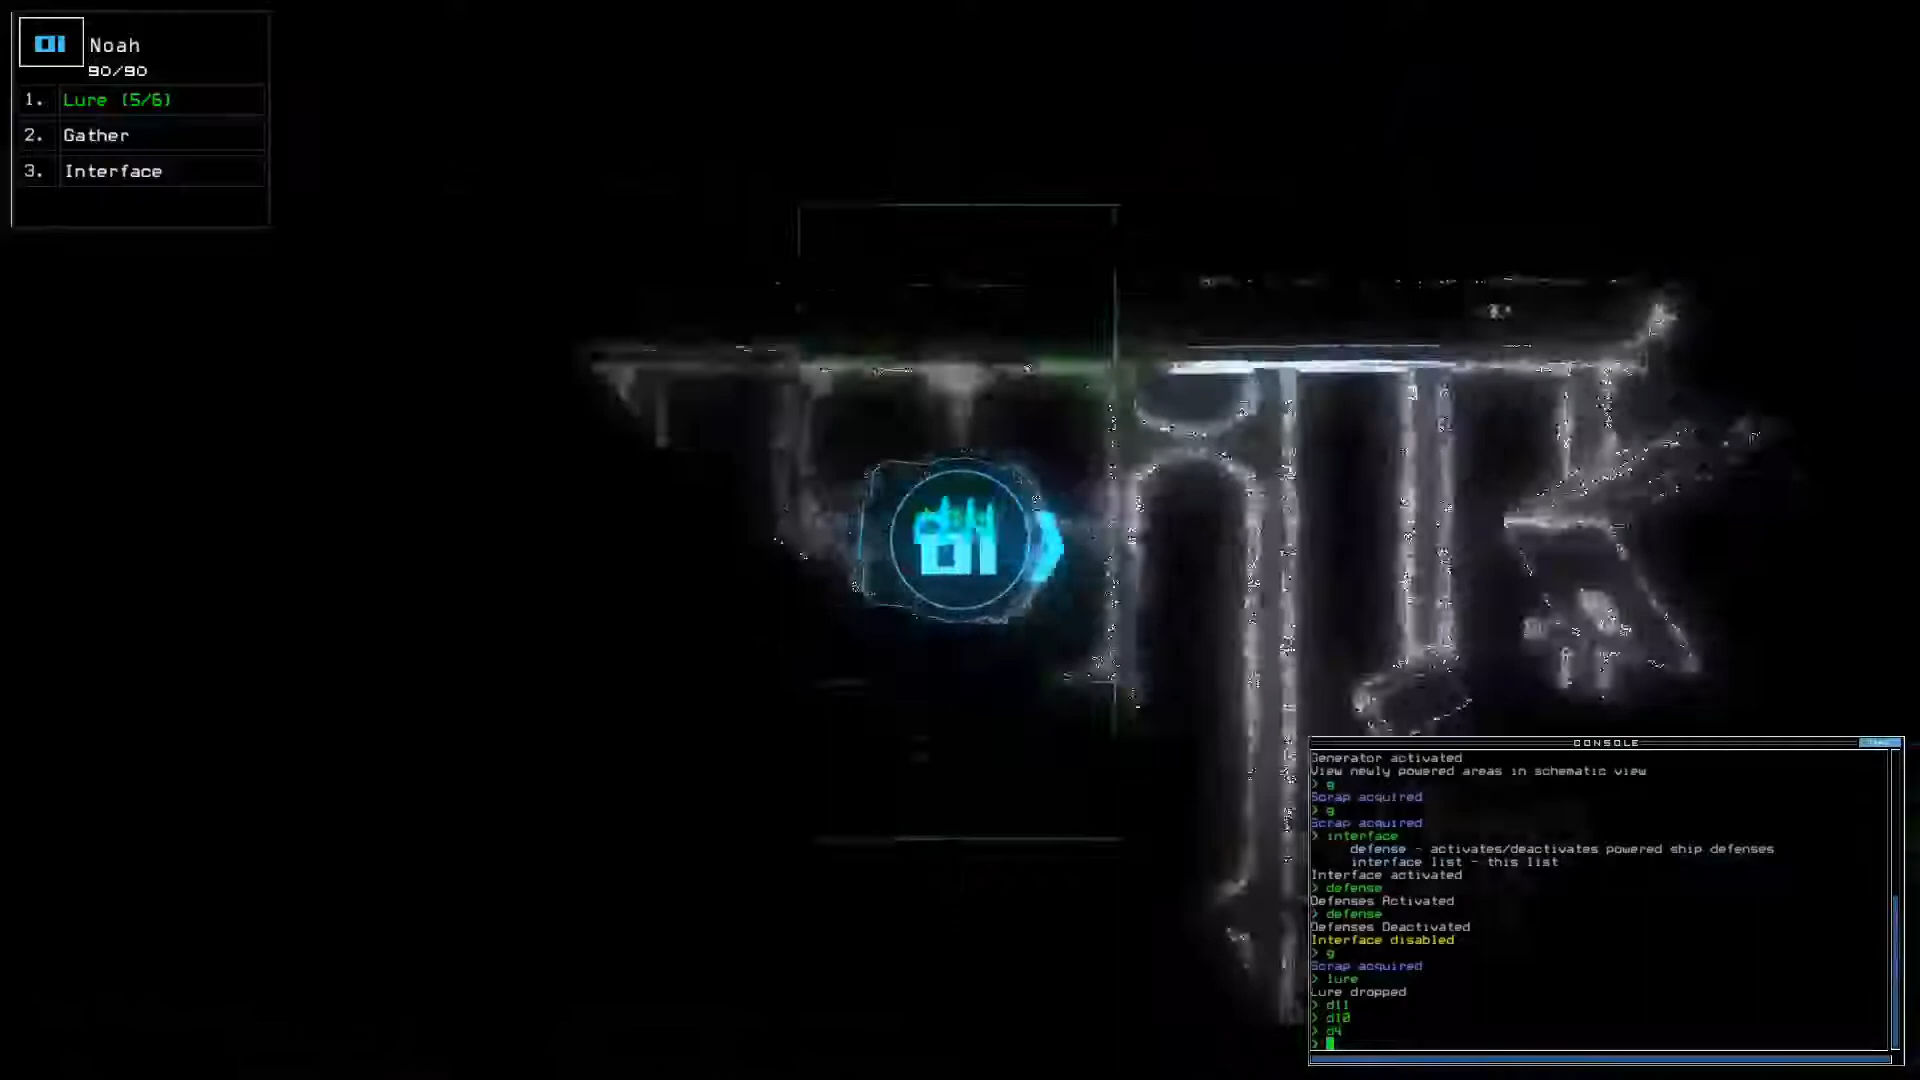 Noah
90/90
1. Lure (5/6)
2. Gather
3. Interface
CONSOLE
Generator activated
View newly powered areas in schematic view
> g
Scrap acquired
> g
Scrap acquired
> interface
defense - activates/deactivates powered ship defenses
interface list - this list
Interface activated
> defense
Defenses Activated
> defense
Defenses Deactivated
Interface disabled
> g
Scrap acquired
> lure
Lure dropped
> d11
> d10
> d4
>